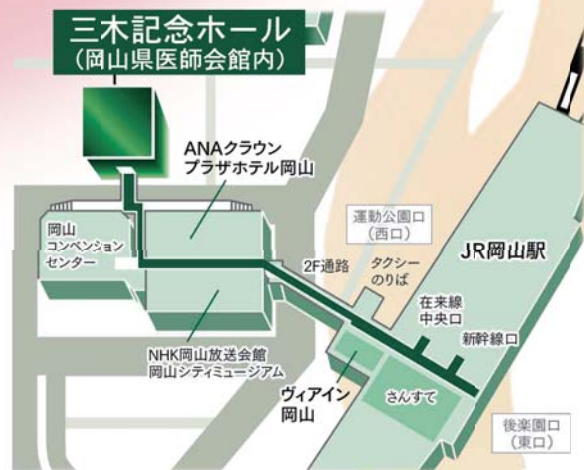 三木記念ホール
(岡山県医師会館内)
ANAクラウン
プラザホテル岡山
岡山
コンベンション
センター
運動公園口
(西口)
2F通路
タクシー
のりば
JR岡山駅
在来線
中央口
新幹線口
NHK岡山放送会館
岡山シティミュージアム
ヴィアイン
岡山
さんすて
後楽園口
(東口)